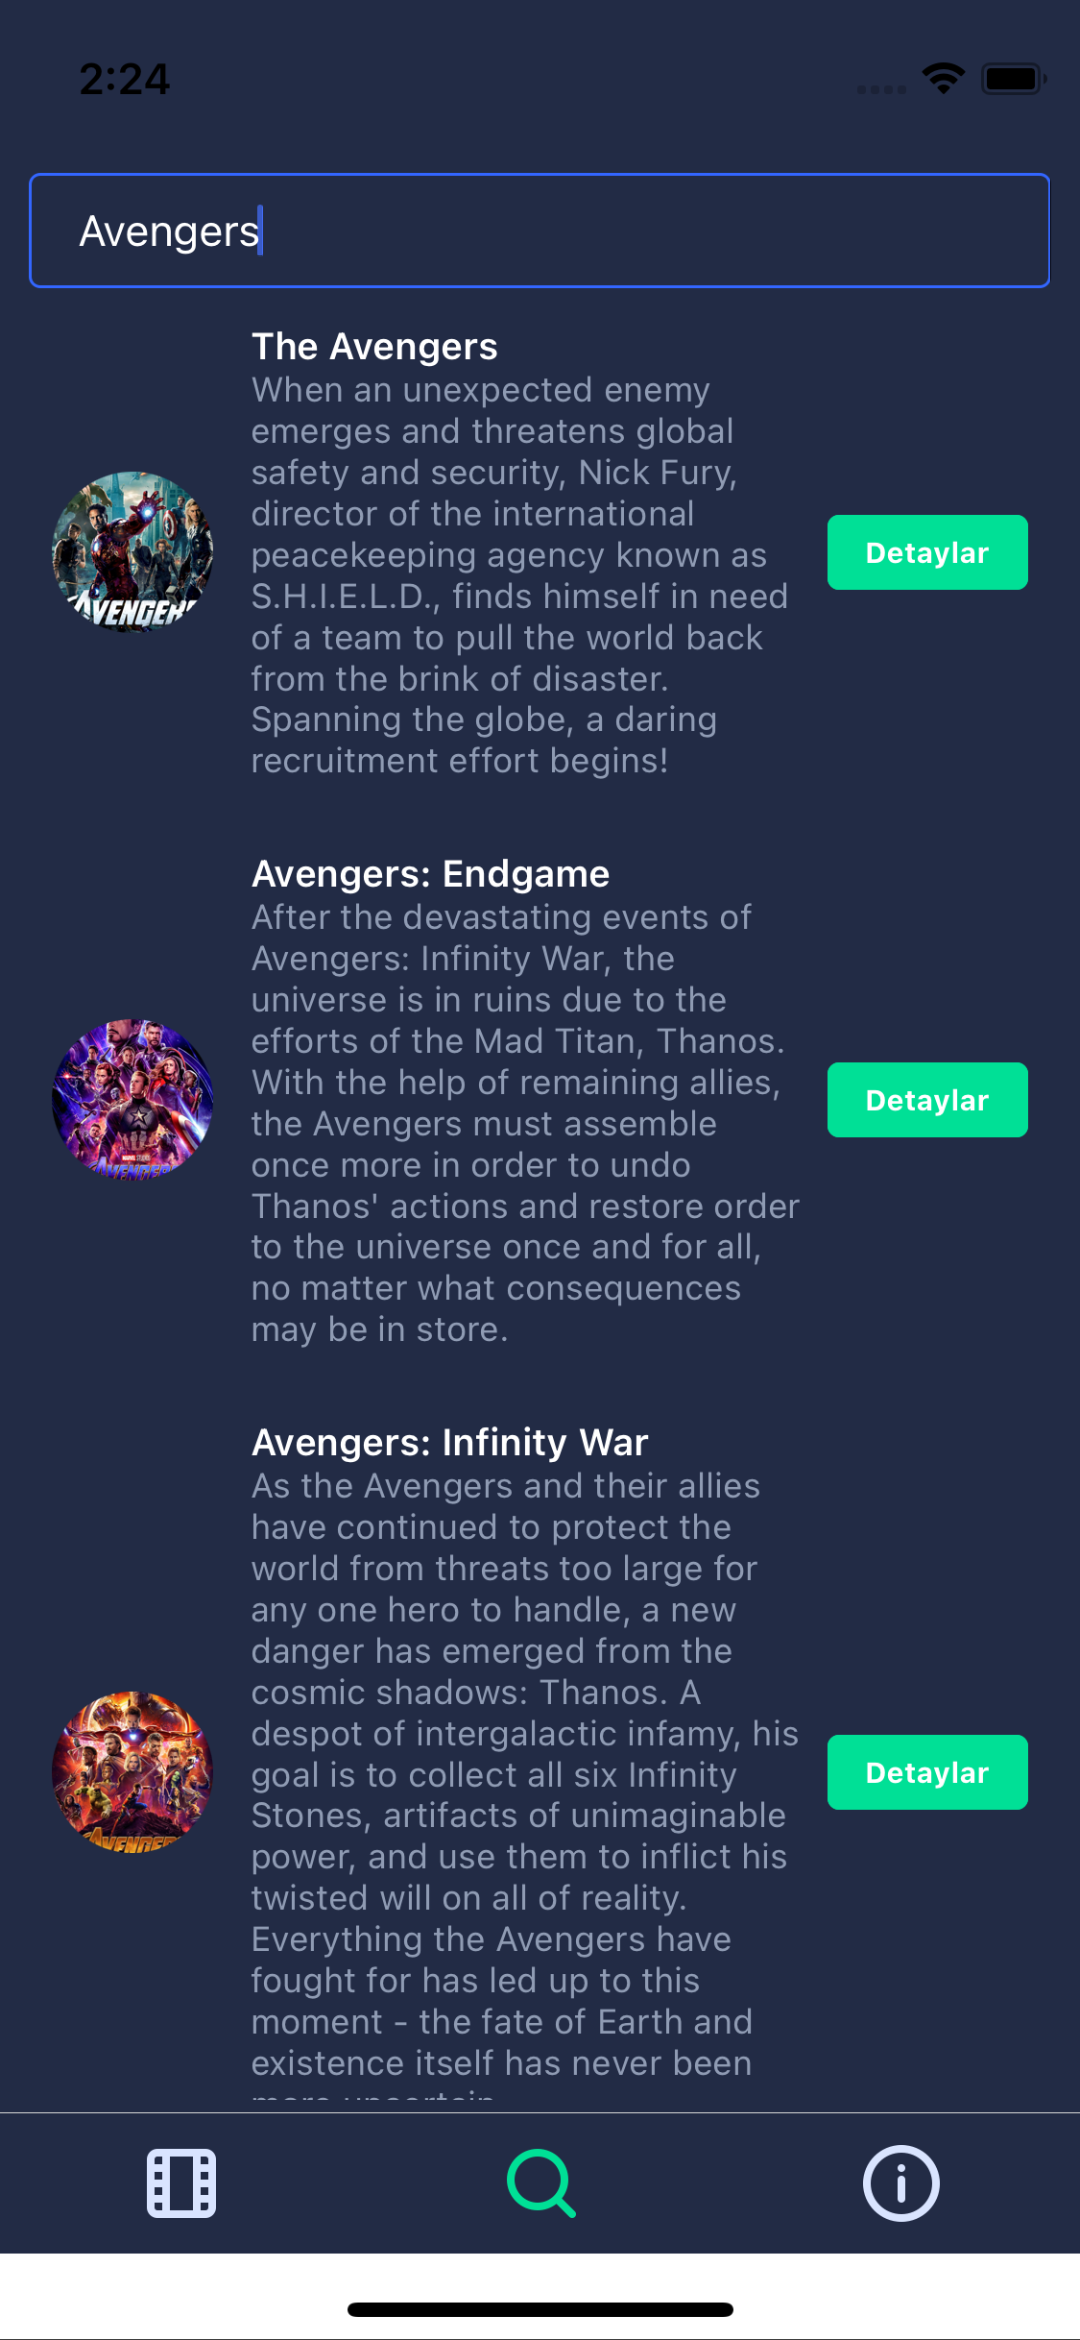 2:24
Avengers
The Avengers
When an unexpected enemy
emerges and threatens global
safety and security, Nick Fury,
director of the international
peacekeeping agency known as
S.H.I.E.L.D., finds himself in need
of a team to pull the world back
from the brink of disaster.
Spanning the globe, a daring
recruitment effort begins!
AVENGERS
Detaylar
Avengers: Endgame
After the devastating events of
Avengers: Infinity War, the
universe is in ruins due to the
efforts of the Mad Titan, Thanos.
With the help of remaining allies,
the Avengers must assemble
once more in order to undo
Thanos' actions and restore order
to the universe once and for all,
no matter what consequences
may be in store.
AVENGERS
Detaylar
Avengers: Infinity War
As the Avengers and their allies
have continued to protect the
world from threats too large for
any one hero to handle, a new
danger has emerged from the
cosmic shadows: Thanos. A
despot of intergalactic infamy, his
goal is to collect all six Infinity
Stones, artifacts of unimaginable
power, and use them to inflict his
twisted will on all of reality.
Everything the Avengers have
fought for has led up to this
moment - the fate of Earth and
existence itself has never been
more uncertain.
AVENGERS
Detaylar